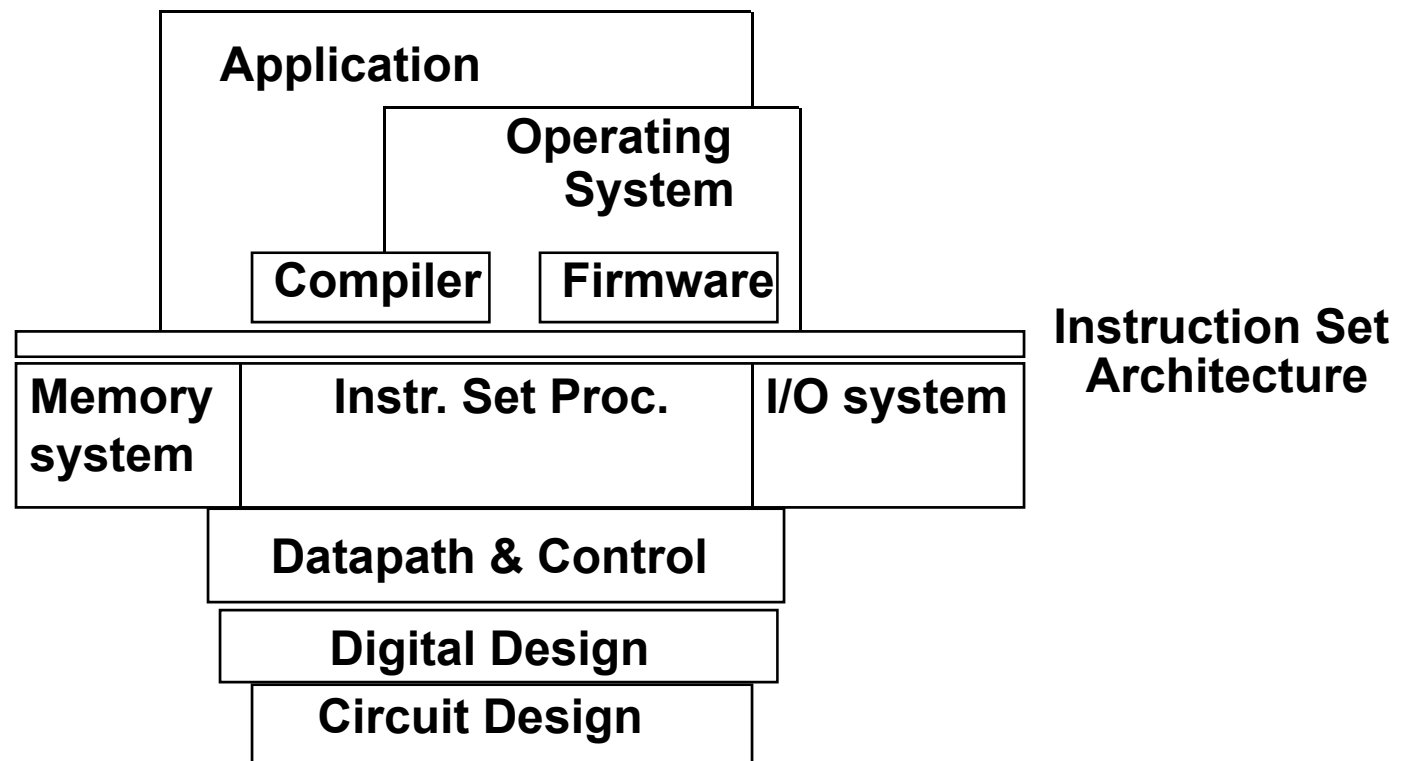 Application
Operating
System
Compiler
Firmware
Instruction Set
Architecture
Memory
system
Instr. Set Proc.
I/O system
Datapath & Control
Digital Design
Circuit Design